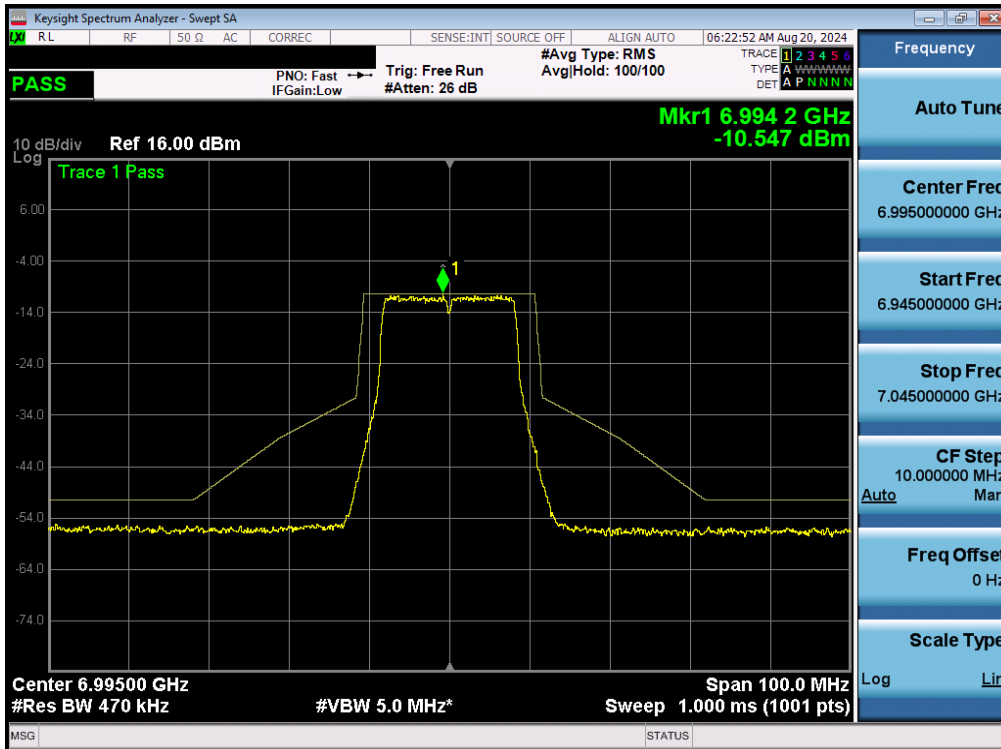 Keysight Spectrum Analyzer - Swept SA
LXI RL RF 50 Ω AC CORREC SENSE:INT SOURCE OFF ALIGN AUTO 06:22:52 AM Aug 20, 2024
PASS
PNO: Fast
IFGain:Low
Trig: Free Run
#Atten: 26 dB
#Avg Type: RMS
Avg|Hold: 100/100
TRACE 1 2 3 4 5 6
TYPE A WWWWW
DET A P N N N N
Mkr1 6.994 2 GHz
-10.547 dBm
10 dB/div Ref 16.00 dBm
Log
Trace 1 Pass
6.00
-4.00
1
-14.0
-24.0
-34.0
-44.0
-54.0
-64.0
-74.0
Center 6.99500 GHz Span 100.0 MHz
#Res BW 470 kHz #VBW 5.0 MHz* Sweep 1.000 ms (1001 pts)
MSG STATUS
Frequency
Auto Tune
Center Freq
6.995000000 GHz
Start Freq
6.945000000 GHz
Stop Freq
7.045000000 GHz
CF Step
10.000000 MHz
Auto Man
Freq Offset
0 Hz
Scale Type
Log Lin